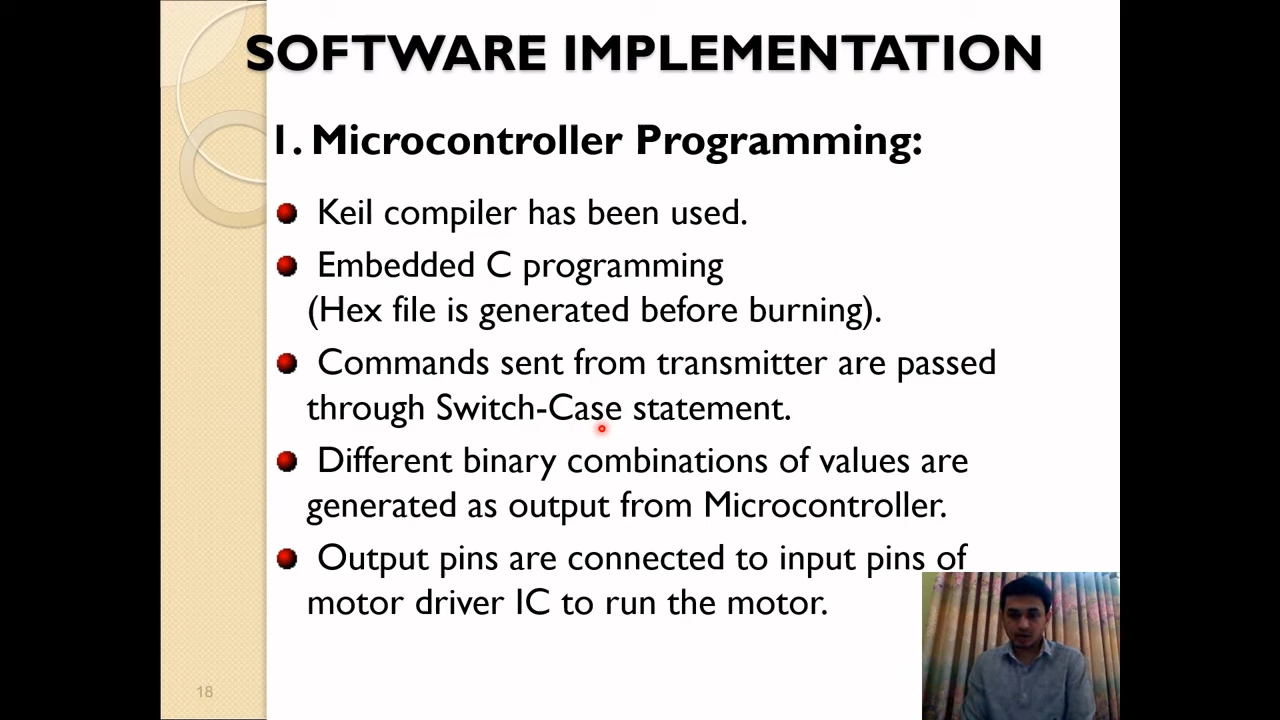 SOFTWARE IMPLEMENTATION
1. Microcontroller Programming:
Keil compiler has been used.
Embedded C programming
(Hex file is generated before burning).
Commands sent from transmitter are passed
through Switch-Case statement.
Different binary combinations of values are
generated as output from Microcontroller.
Output pins are connected to input pins of
motor driver IC to run the motor.
18